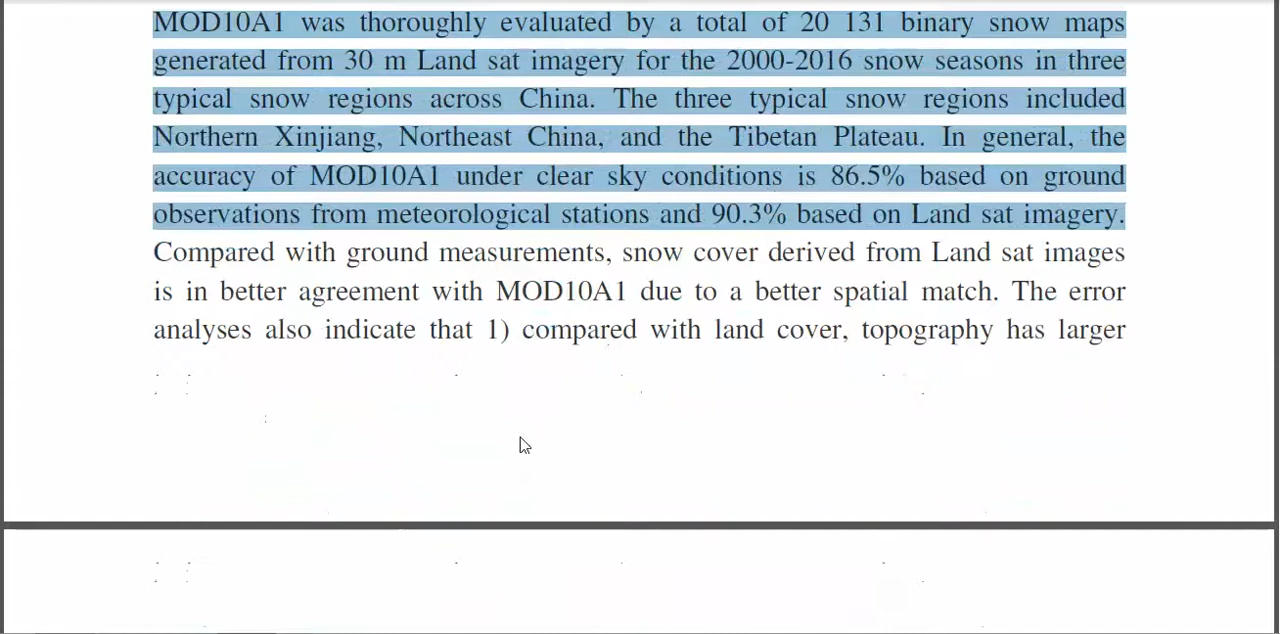 MOD10A1 was thoroughly evaluated by a total of 20 131 binary snow maps
generated from 30 m Land sat imagery for the 2000-2016 snow seasons in three
typical snow regions across China. The three typical snow regions included
Northern Xinjiang, Northeast China, and the Tibetan Plateau. In general, the
accuracy of MOD10A1 under clear sky conditions is 86.5% based on ground
observations from meteorological stations and 90.3% based on Land sat imagery.
Compared with ground measurements, snow cover derived from Land sat images
is in better agreement with MOD10A1 due to a better spatial match. The error
analyses also indicate that 1) compared with land cover, topography has larger